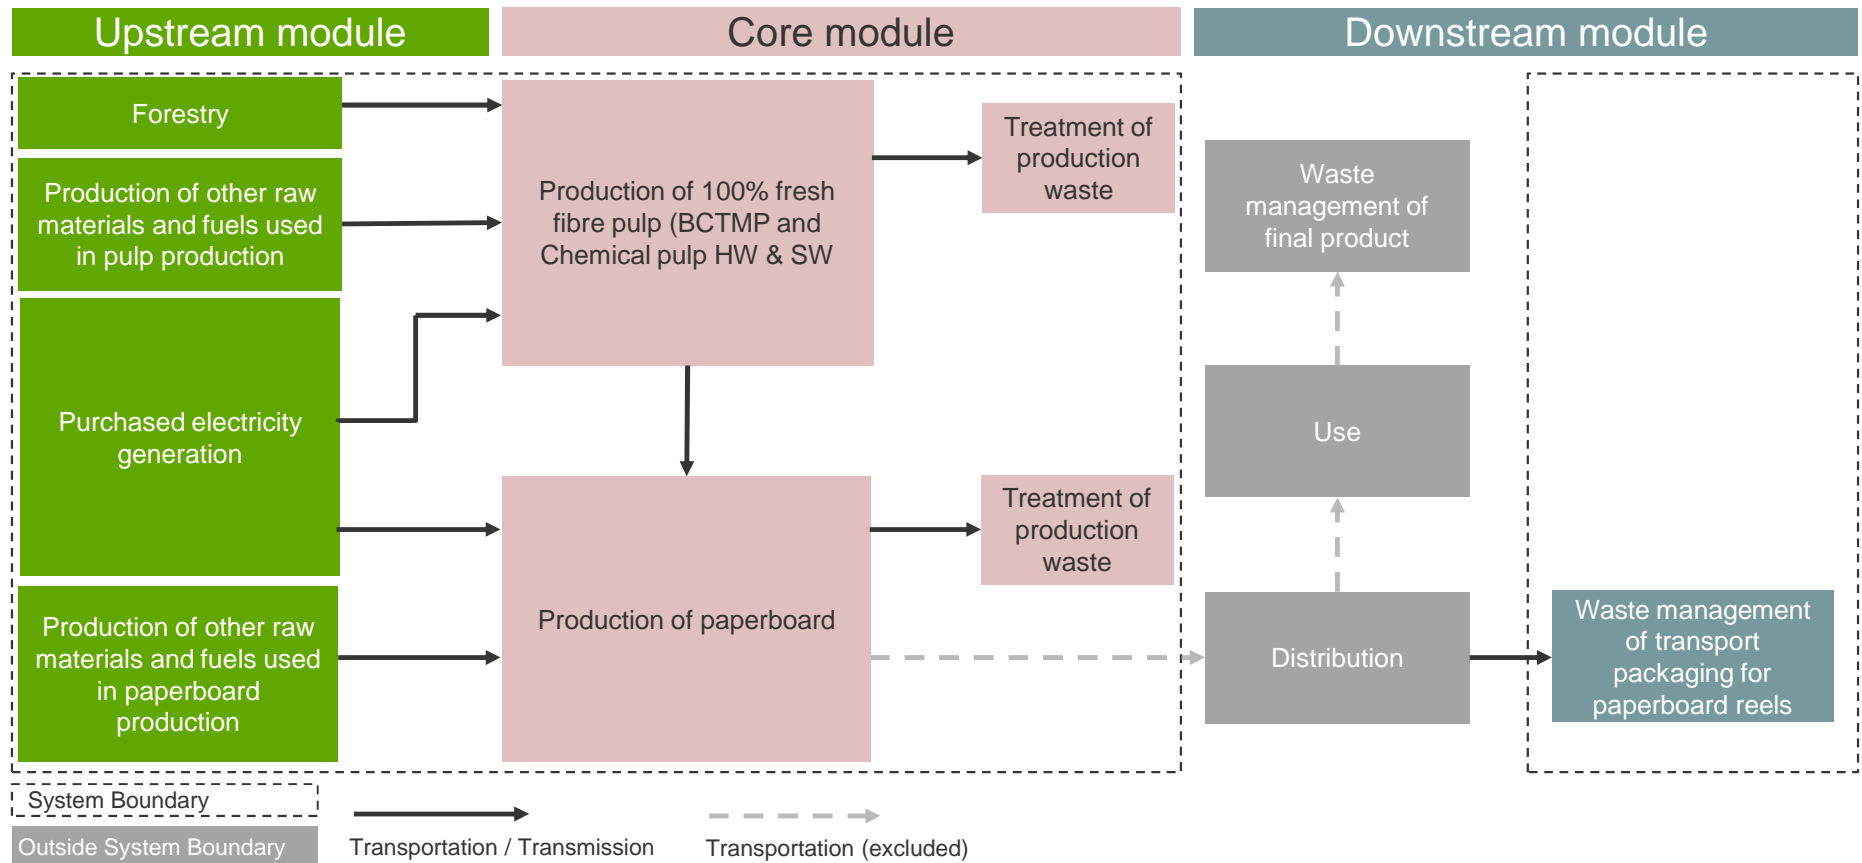 Upstream module
Core module
Downstream module
Forestry
Production of other raw
materials and fuels used
in pulp production
Purchased electricity
generation
Production of other raw
materials and fuels used
in paperboard
production
Production of 100% fresh
fibre pulp (BCTMP and
Chemical pulp HW & SW
Treatment of
production
waste
Production of paperboard
Treatment of
production
waste
Waste
management of
final product
Use
Distribution
Waste management
of transport
packaging for
paperboard reels
System Boundary
Outside System Boundary
Transportation / Transmission
Transportation (excluded)